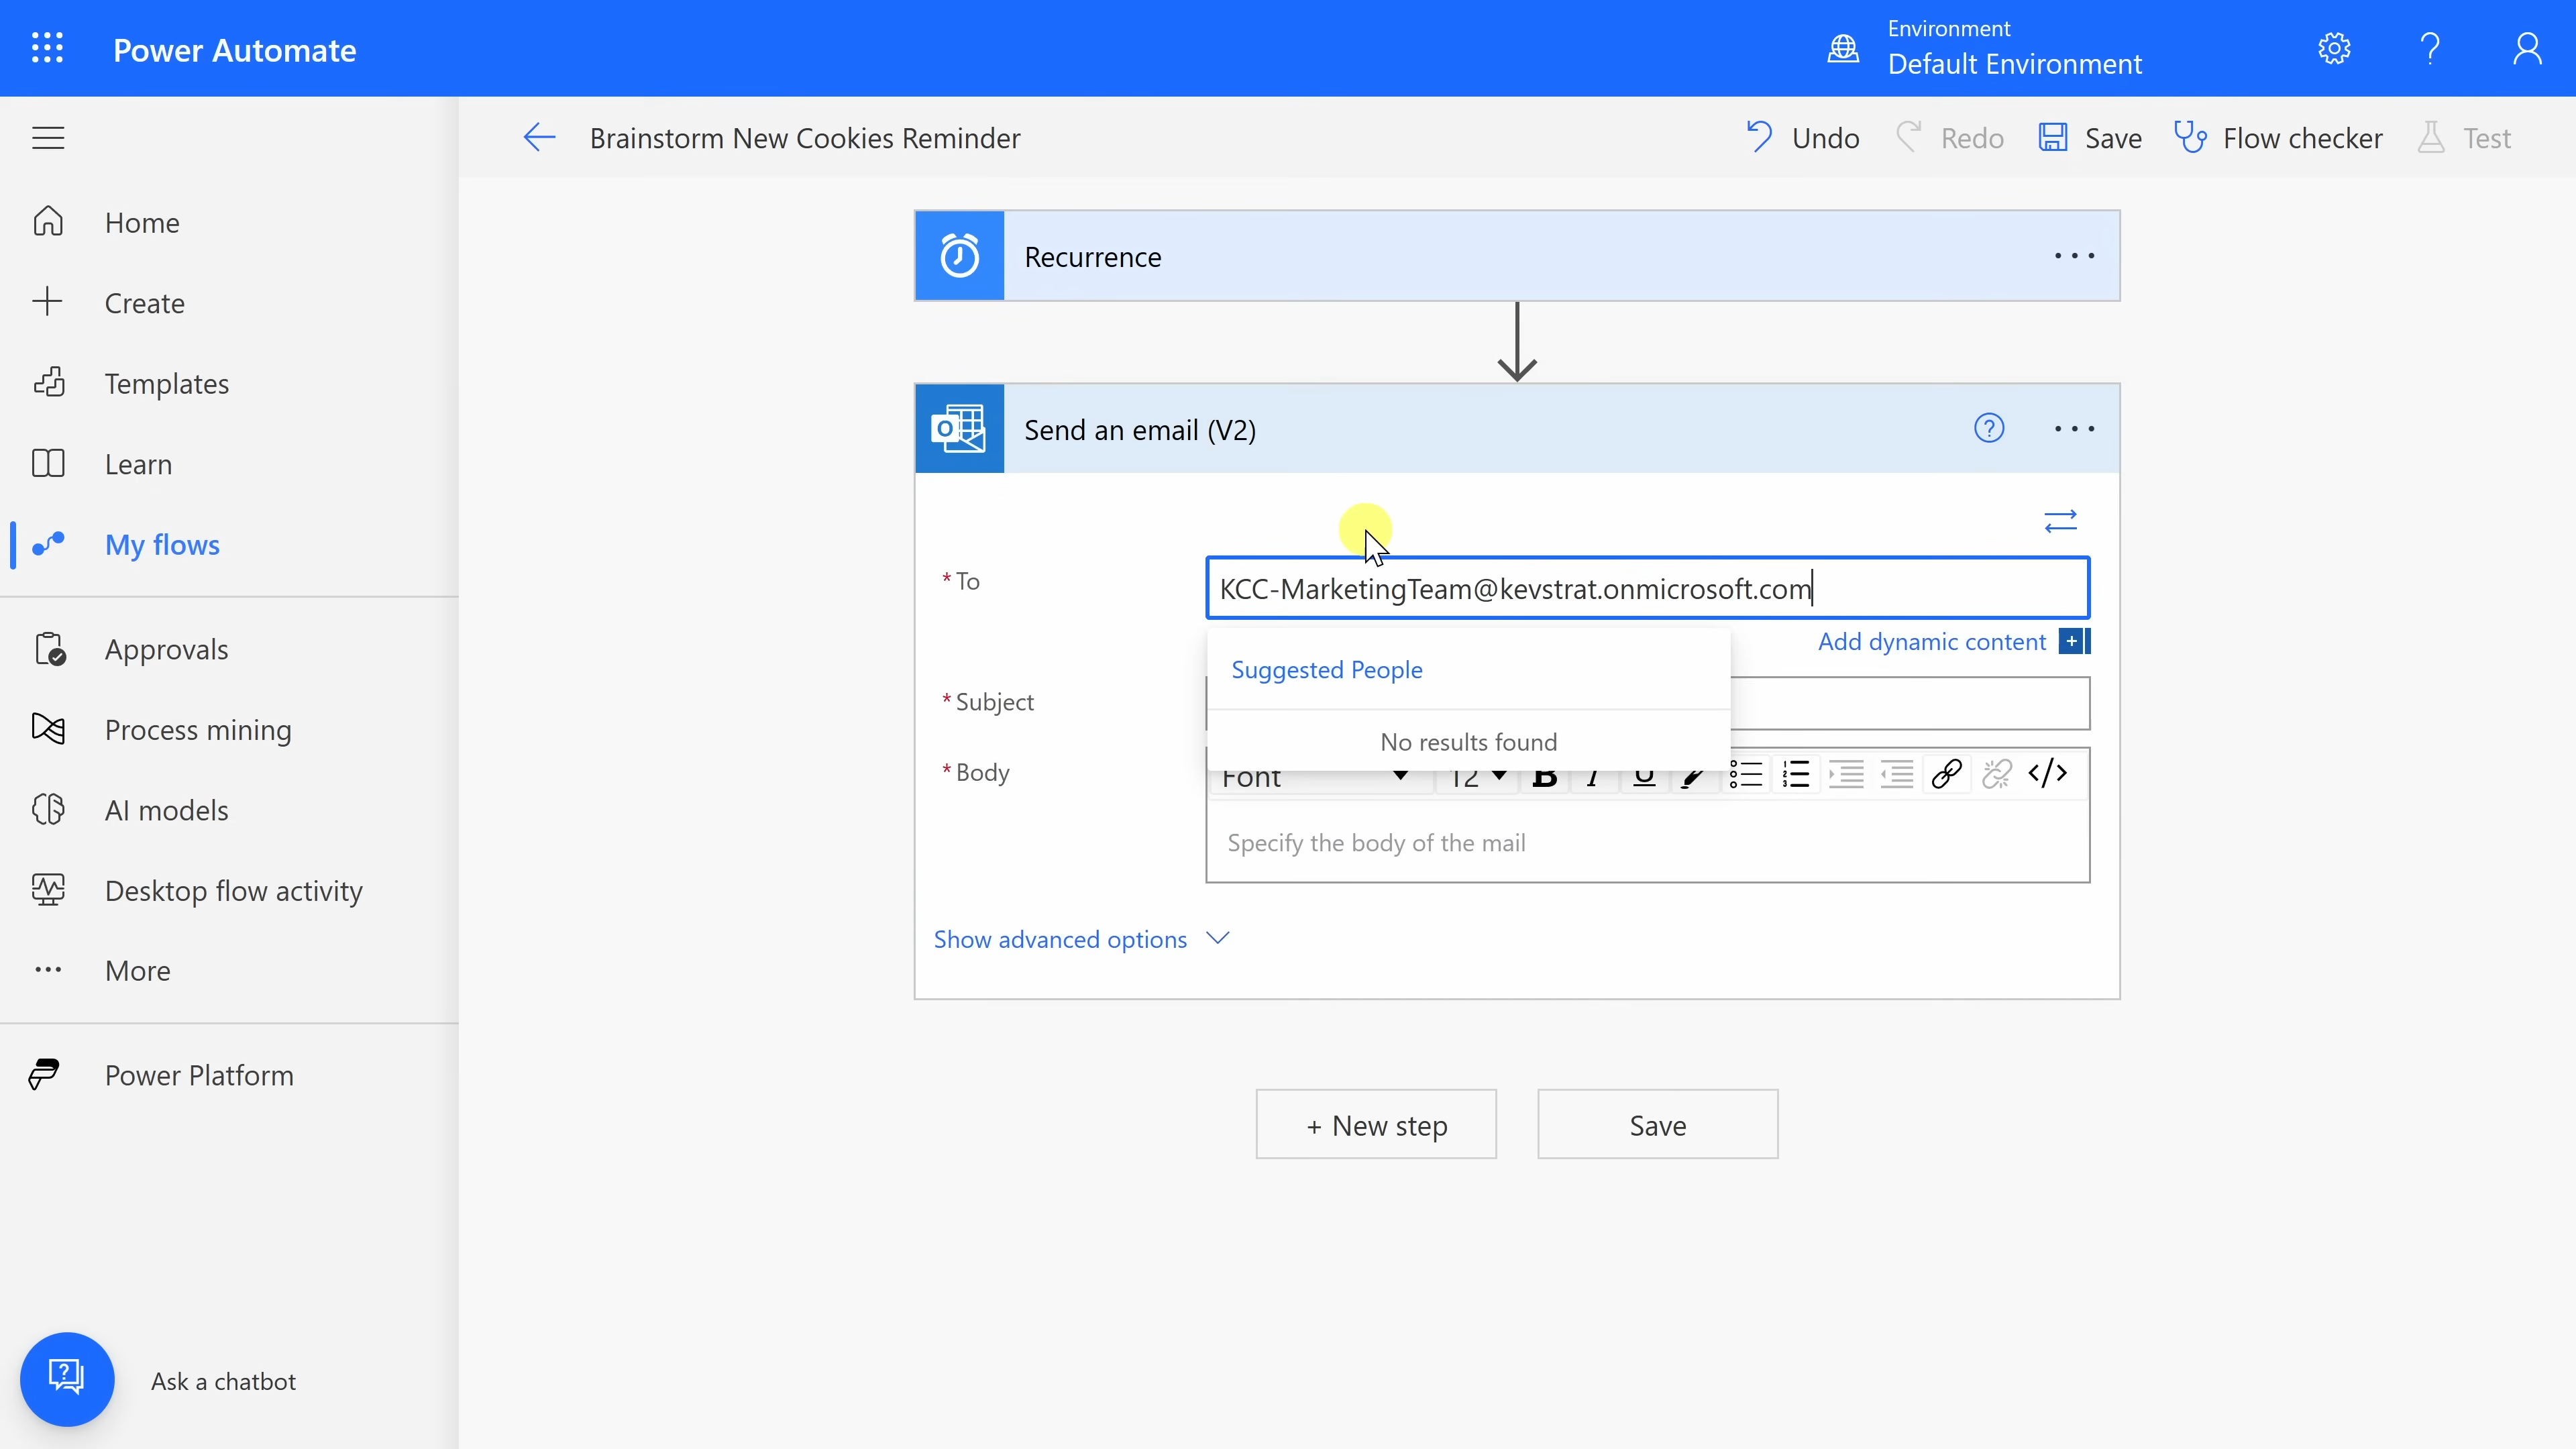 Power Automate
Environment
Default Environment
Brainstorm New Cookies Reminder
Undo
Redo
Save
Flow checker
Test
Home
Create
Templates
Learn
My flows
Approvals
Process mining
AI models
Desktop flow activity
More
Power Platform
Ask a chatbot
Recurrence
Send an email (V2)
*To
KCC-MarketingTeam@kevstrat.onmicrosoft.com
Add dynamic content
Suggested People
No results found
*Subject
*Body
Font 12 B I U </>
Specify the body of the mail
Show advanced options
+ New step
Save